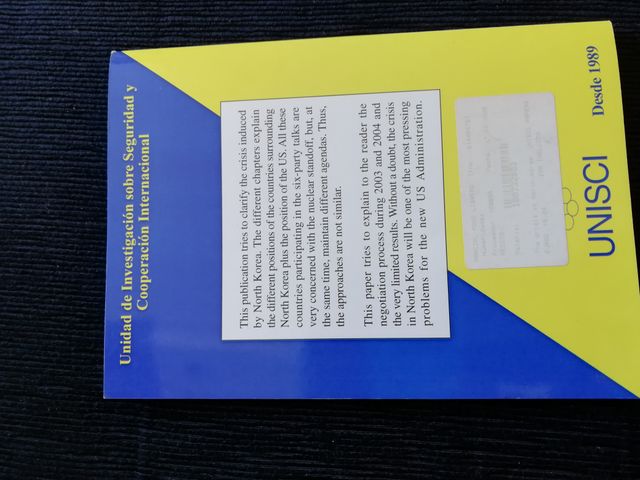 Unidad de Investigación sobre Seguridad y
Cooperación Internacional
This publication tries to clarify the crisis induced
by North Korea. The different chapters explain
the different positions of the countries surrounding
North Korea plus the position of the US. All these
countries participating in the six-party talks are
very concerned with the nuclear standoff, but, at
the same time, maintain different agendas. Thus,
the approaches are not similar.
This paper tries to explain to the reader the
negotiation process during 2003 and 2004 and
the very limited results. Without a doubt, the crisis
in North Korea will be one of the most pressing
problems for the new US Administration.
UNISCI
Desde 1989